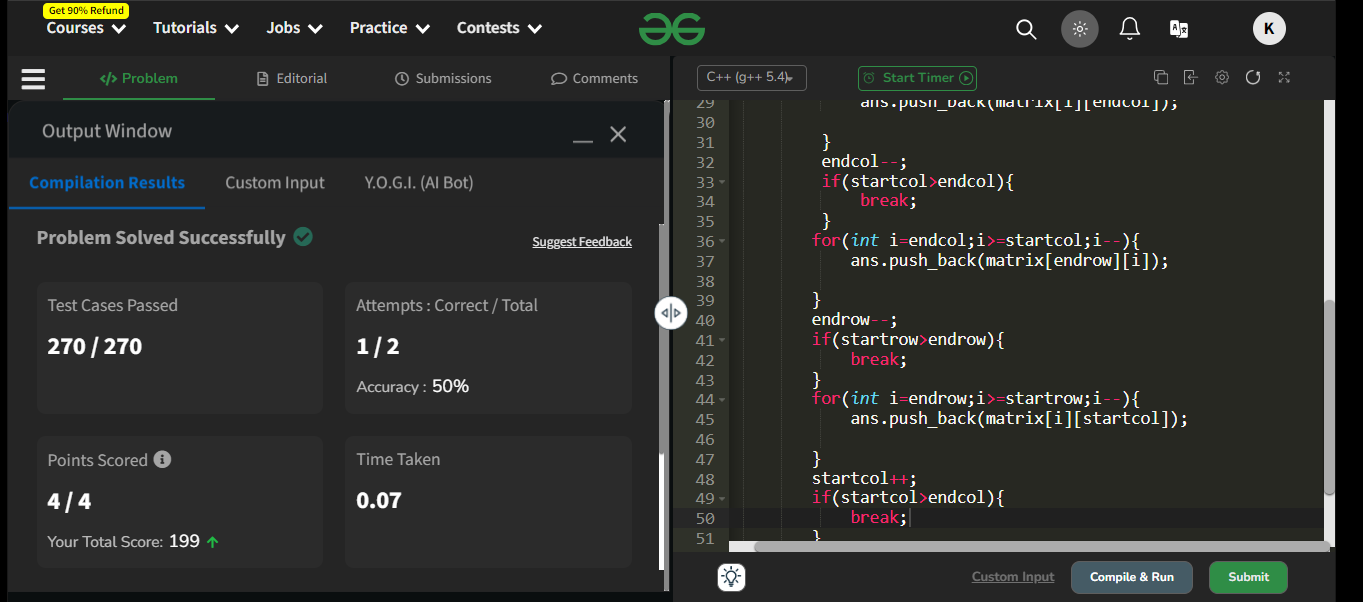 Get 90% Refund
Courses Tutorials Jobs Practice Contests
K
</> Problem Editorial Submissions Comments
C++ (g++ 5.4) Start Timer
Output Window
Compilation Results Custom Input Y.O.G.I. (AI Bot)
Problem Solved Successfully
Suggest Feedback
Test Cases Passed
270 / 270
Attempts : Correct / Total
1 / 2
Accuracy : 50%
Points Scored
4 / 4
Your Total Score: 199
Time Taken
0.07
29 ans.push_back(matrix[i][endcol]);
30
31 }
32 endcol--;
33 if(startcol>endcol){
34 break;
35 }
36 for(int i=endcol;i>=startcol;i--){
37 ans.push_back(matrix[endrow][i]);
38
39 }
40 endrow--;
41 if(startrow>endrow){
42 break;
43 }
44 for(int i=endrow;i>=startrow;i--){
45 ans.push_back(matrix[i][startcol]);
46
47 }
48 startcol++;
49 if(startcol>endcol){
50 break;
51 }
Custom Input Compile & Run Submit